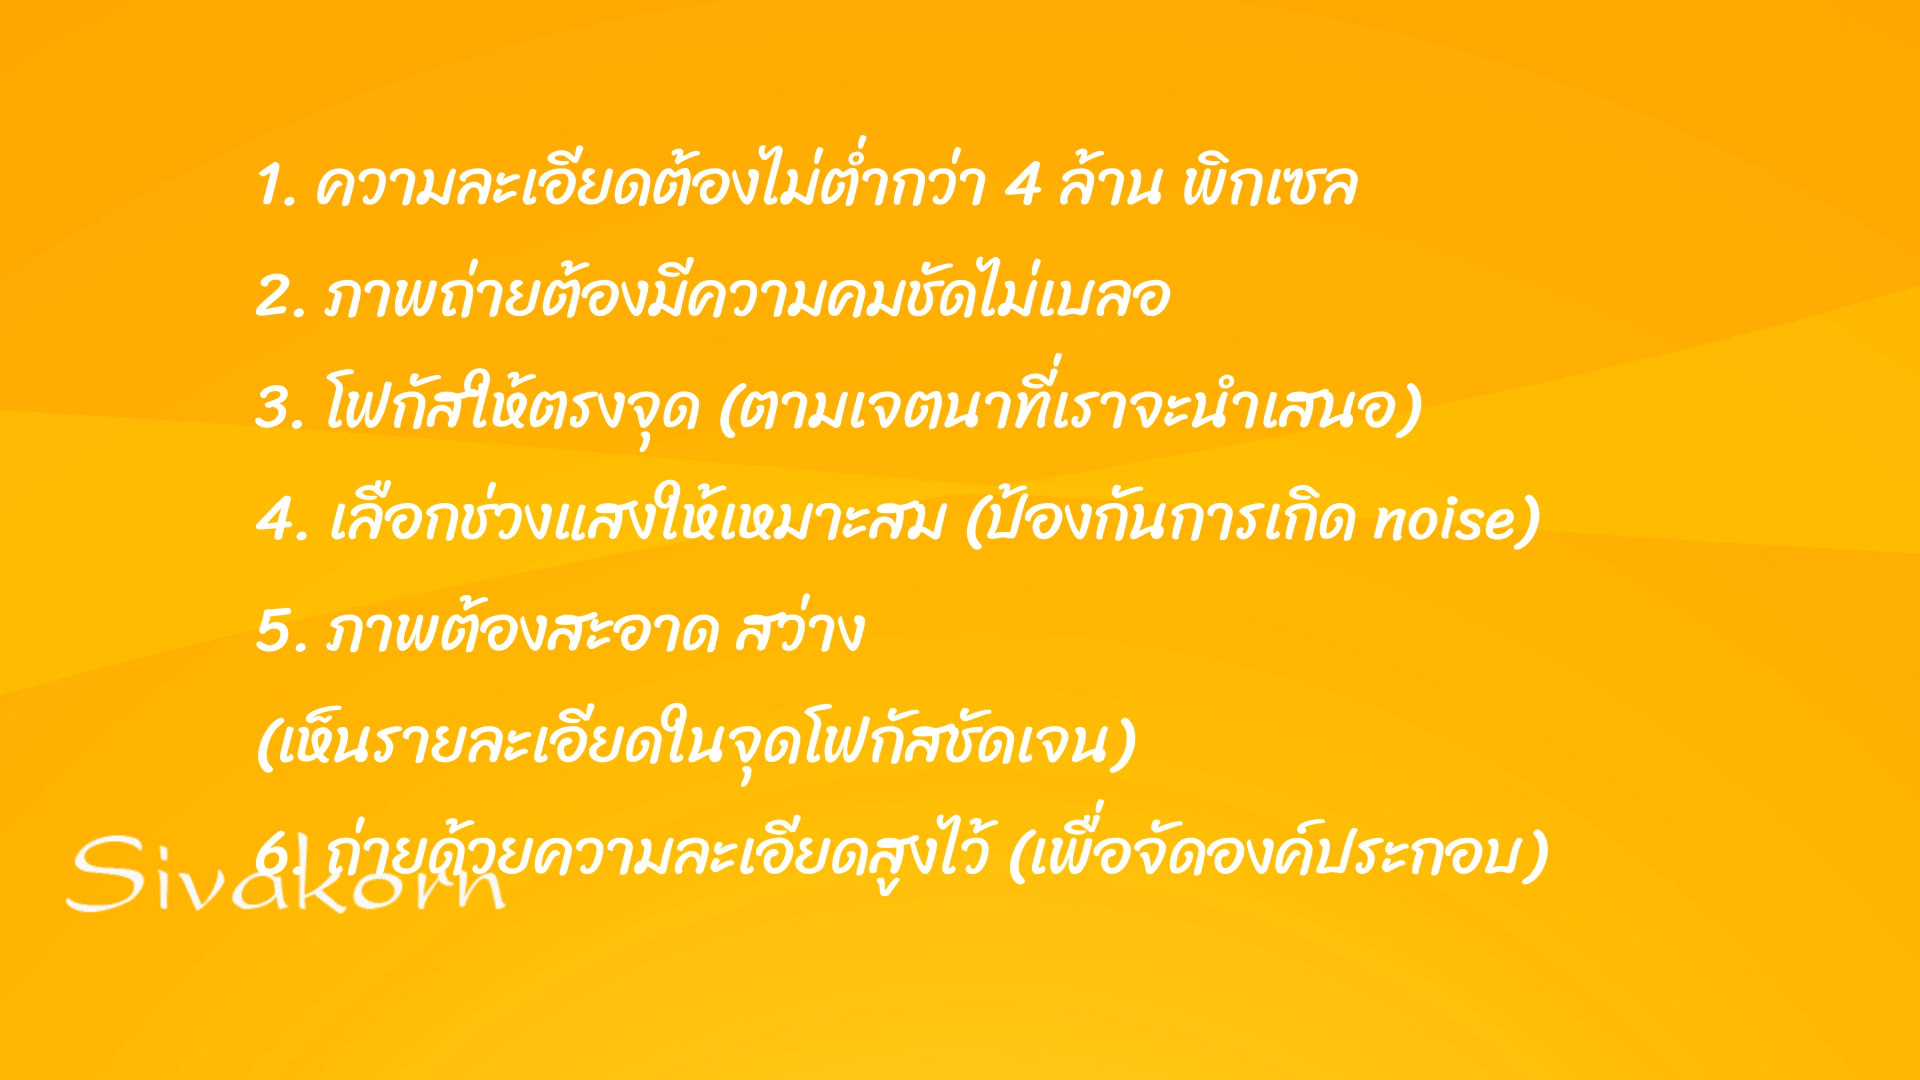 1. ความละเอียดต้องไม่ต่ำกว่า 4 ล้าน พิกเซล
2. ภาพถ่ายต้องมีความคมชัดไม่เบลอ
3. โฟกัสให้ตรงจุด (ตามเจตนาที่เราจะนำเสนอ)
4. เลือกช่วงแสงให้เหมาะสม (ป้องกันการเกิด noise)
5. ภาพต้องสะอาด สว่าง
(เห็นรายละเอียดในจุดโฟกัสชัดเจน)
6. ถ่ายด้วยความละเอียดสูงไว้ (เพื่อจัดองค์ประกอบ)
Sivakorn